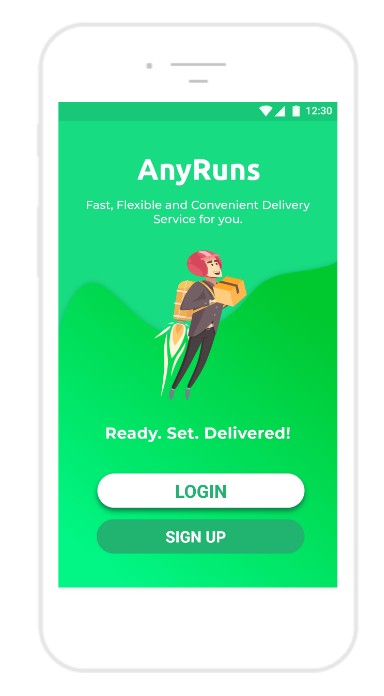 12:30
AnyRuns
Fast, Flexible and Convenient Delivery
Service for you.
Ready. Set. Delivered!
LOGIN
SIGN UP